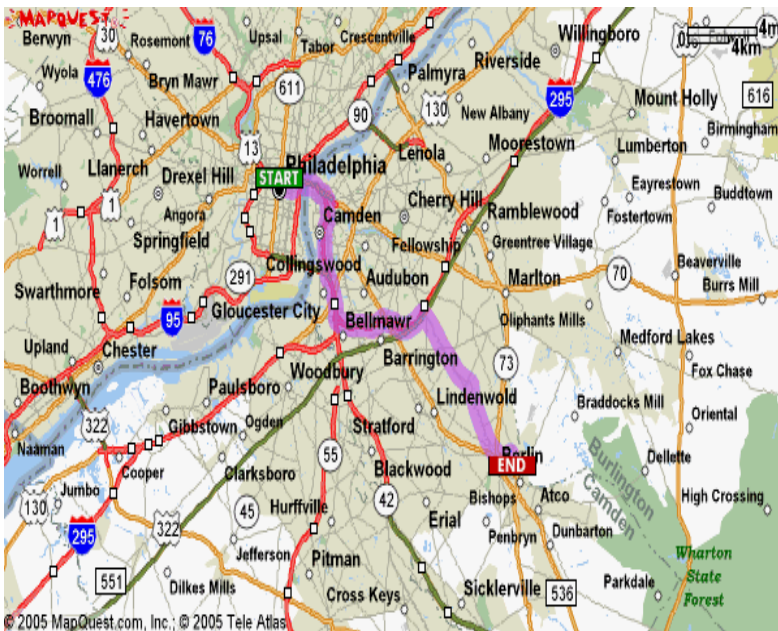 MAPQUEST
Berwyn
30
Rosemont
76
Upsal
Tabor
Crescentville
Willingboro
4m
4km
Riverside
Wyola
476
Bryn Mawr
611
Palmyra
130
295
616
Broomall
Havertown
90
New Albany
Mount Holly
Birmingham
13
Llanerch
Lenola
Moorestown
Lumberton
Worrell
Drexel Hill
START
Philadelphia
Eayrestown
Buddtown
1
1
Angora
Camden
Cherry Hill
Ramblewood
Fostertown
Springfield
Fellowship
Greentree Village
291
Collingswood
Audubon
Marlton
70
Beaverville
Folsom
Burrs Mill
Swarthmore
95
Gloucester City
Bellmawr
Oliphants Mills
Upland
Chester
Barrington
73
Medford Lakes
Fox Chase
Boothwyn
Paulsboro
Woodbury
Lindenwold
Braddocks Mill
322
Gibbstown
Ogden
Stratford
Oriental
Naaman
Cooper
Clarksboro
55
Blackwood
Berlin
END
Burlington
Camden
Dellette
Jumbo
42
Bishops
Atco
High Crossing
130
322
45
Hurffville
Erial
Penbryn
Dunbarton
295
Jefferson
Wharton
State
Forest
551
Dilkes Mills
Pitman
Cross Keys
Sicklerville
536
Parkdale
© 2005 MapQuest.com, Inc.; © 2005 Tele Atlas